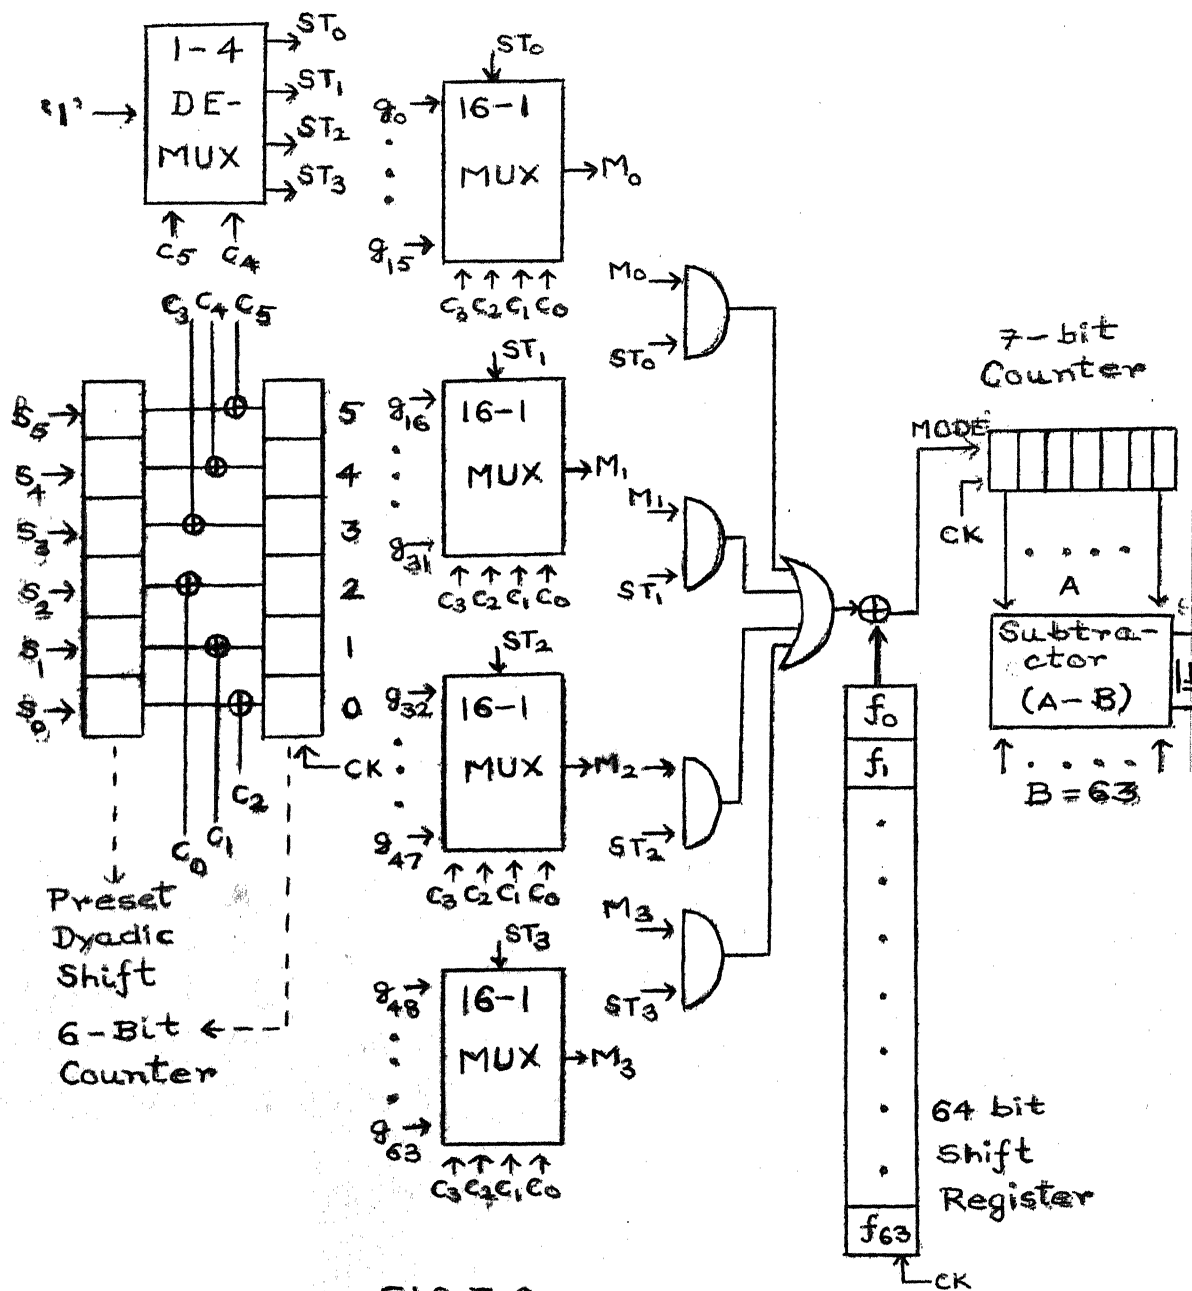 1-4
DE-
MUX
"1"
ST0
ST1
ST2
ST3
C5 C4
ST0
g0
16-1
MUX
M0
g15
C3 C2 C1 C0
C3 C4 C5
S5
S4
S3
S2
S1
S0
5
4
3
2
1
0
CK
C2
C0 C1
Preset
Dyadic
Shift
6-Bit
Counter
ST1
g16
16-1
MUX
M1
g31
C3 C2 C1 C0
ST2
g32
16-1
MUX
M2
g47
C3 C2 C1 C0
ST3
g48
16-1
MUX
M3
g63
C3 C2 C1 C0
M0
ST0
M1
ST1
ST2
M3
ST3
7-bit
Counter
MODE
CK
A
Subtra-
ctor
(A-B)
B=63
f0
f1
f63
64 bit
Shift
Register
CK